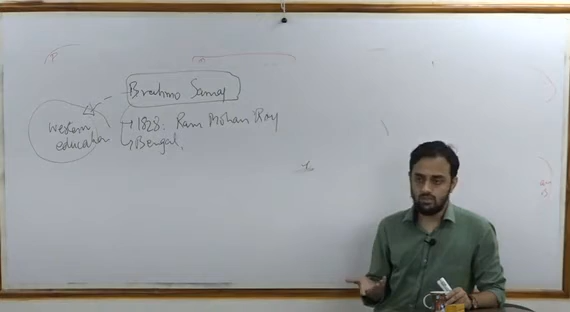 Brahmo Samaj
1828. Ram Mohan Roy
Bengal.
Western
education